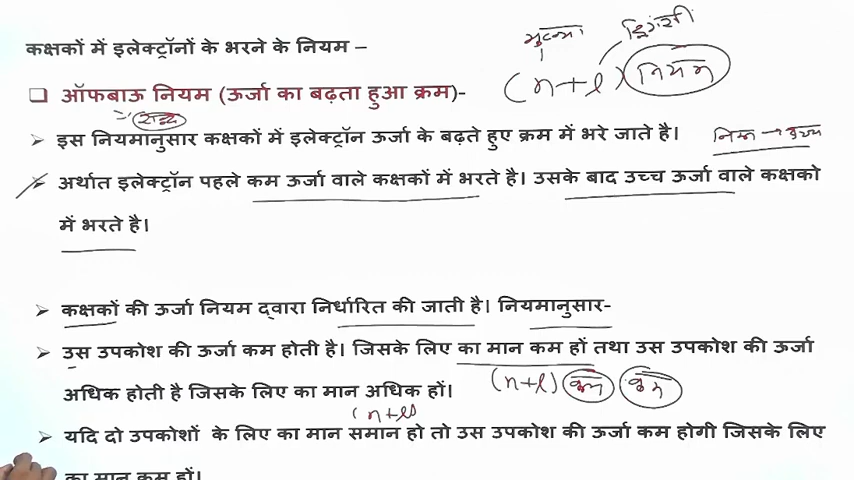 मुख्य
द्विगंशी
कक्षकों में इलेक्ट्रॉनों के भरने के नियम –
(n+l) नियम
ऑफबाऊ नियम (ऊर्जा का बढ़ता हुआ क्रम)-
इस नियमानुसार कक्षकों में इलेक्ट्रॉन ऊर्जा के बढ़ते हुए क्रम में भरे जाते है।
निम्न → उच्च
अर्थात इलेक्ट्रॉन पहले कम ऊर्जा वाले कक्षकों में भरते है। उसके बाद उच्च ऊर्जा वाले कक्षको
में भरते है।
कक्षकों की ऊर्जा नियम द्वारा निर्धारित की जाती है। नियमानुसार-
उस उपकोश की ऊर्जा कम होती है। जिसके लिए का मान कम हों तथा उस उपकोश की ऊर्जा
अधिक होती है जिसके लिए का मान अधिक हों।
(n+l) कम कम
(n+l)
यदि दो उपकोशों के लिए का मान समान हो तो उस उपकोश की ऊर्जा कम होगी जिसके लिए
का मान कम हों।